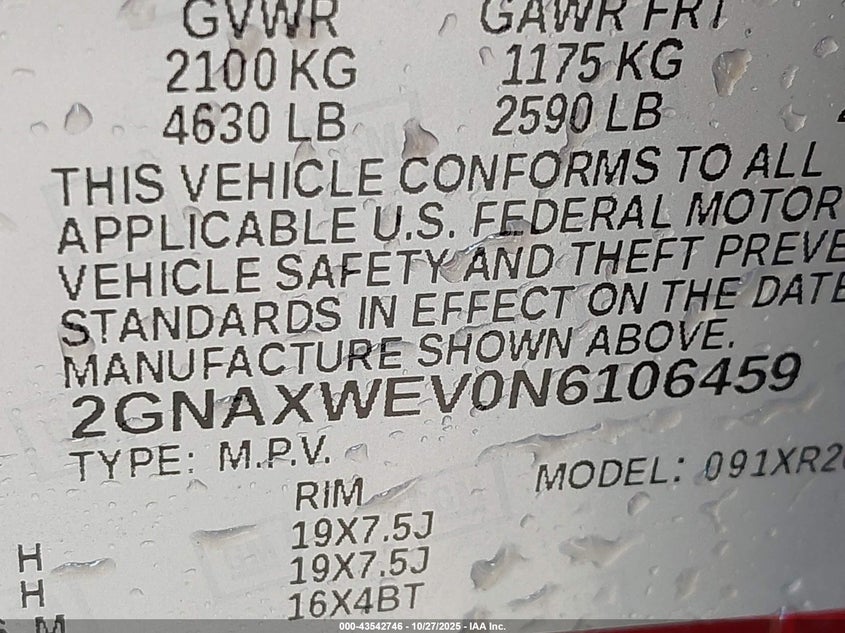 GVWR GAWR FRT
2100 KG 1175 KG
4630 LB 2590 LB
THIS VEHICLE CONFORMS TO ALL
APPLICABLE U.S. FEDERAL MOTOR
VEHICLE SAFETY AND THEFT PREVE
STANDARDS IN EFFECT ON THE DATE
MANUFACTURE SHOWN ABOVE.
2GNAXWEV0N6106459
TYPE: M.P.V. MODEL: 091XR2
RIM
19X7.5J
H 19X7.5J
H 16X4BT
000-43542746 - 10/27/2025 - IAA Inc.